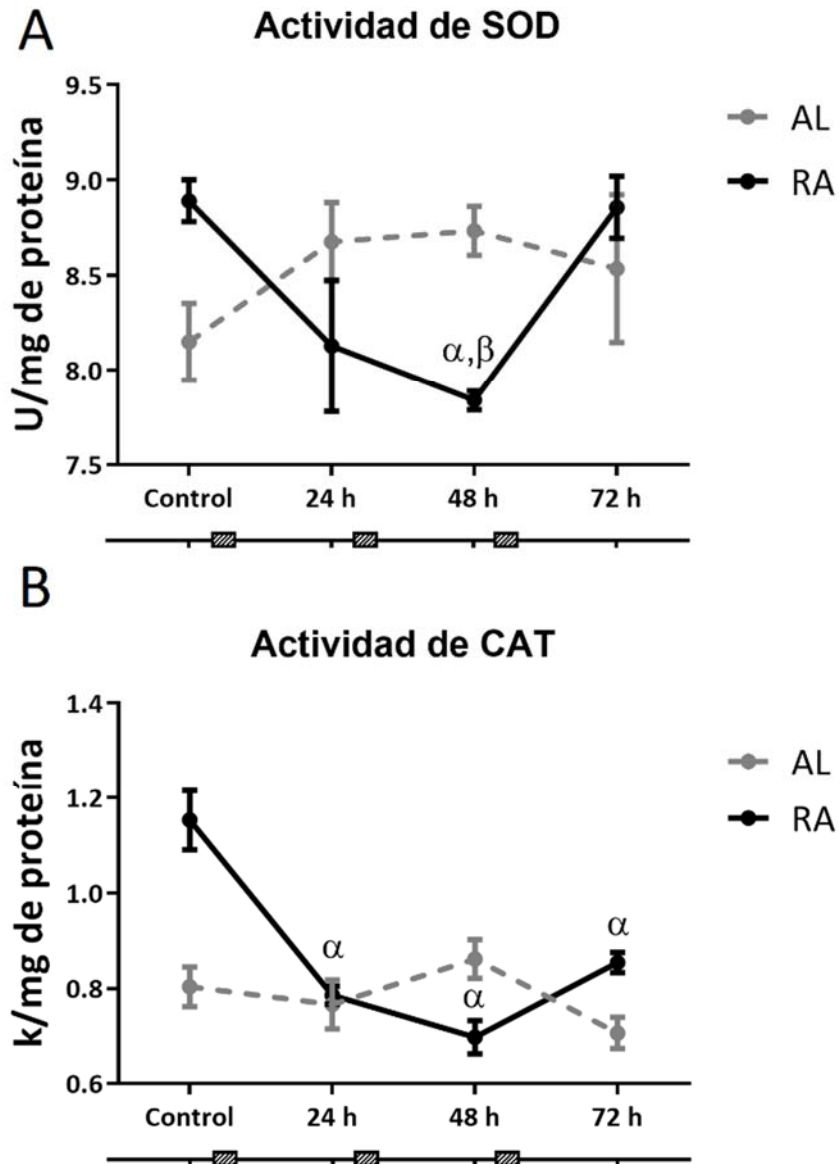 A
Actividad de SOD
U/mg de proteína
9.5
9.0
8.5
8.0
7.5
α,β
AL
RA
Control 24 h 48 h 72 h
B
Actividad de CAT
k/mg de proteína
1.4
1.2
1.0
0.8
0.6
α
α
α
AL
RA
Control 24 h 48 h 72 h